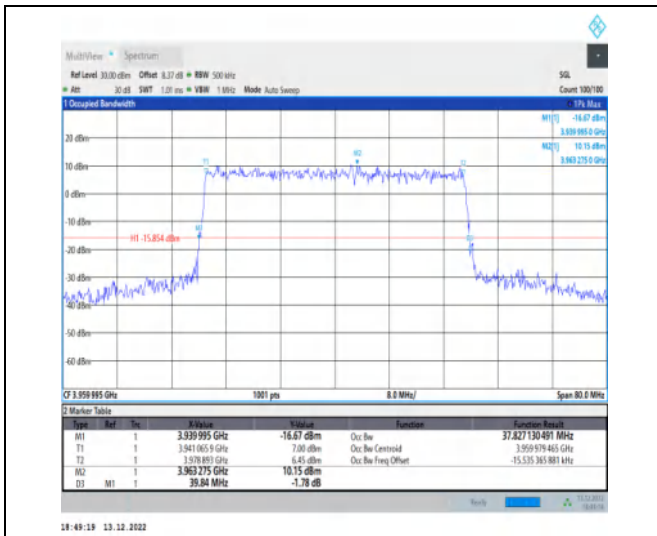 MultiView Spectrum
Ref Level 30.00 dBm Offset 8.37 dB RBW 500 kHz SGL
Att 30 dB SWT 1.01 ms VBW 1 MHz Mode Auto Sweep Count 100/100
1 Occupied Bandwidth 1Pk Max
M1[1] -16.67 dBm
3.939 995 0 GHz
M2[1] 10.15 dBm
3.963 275 0 GHz
20 dBm
10 dBm
0 dBm
-10 dBm
-20 dBm
-30 dBm
-40 dBm
-50 dBm
-60 dBm
T1
M2
T2
M1
D3
H1 -15.854 dBm
CF 3.959 995 GHz 1001 pts 8.0 MHz/ Span 80.0 MHz
2 Marker Table
Type Ref Trc X-Value Y-Value Function Function Result
M1 1 3.939 995 GHz -16.67 dBm Occ Bw 37.827 130 491 MHz
T1 1 3.941 065 9 GHz 7.00 dBm Occ Bw Centroid 3.959 979 465 GHz
T2 1 3.978 893 GHz 6.45 dBm Occ Bw Freq Offset -15.535 365 881 kHz
M2 1 3.963 275 GHz 10.15 dBm
D3 M1 1 39.84 MHz -1.78 dB
Ready 13.12.2022
18:49:19 13.12.2022